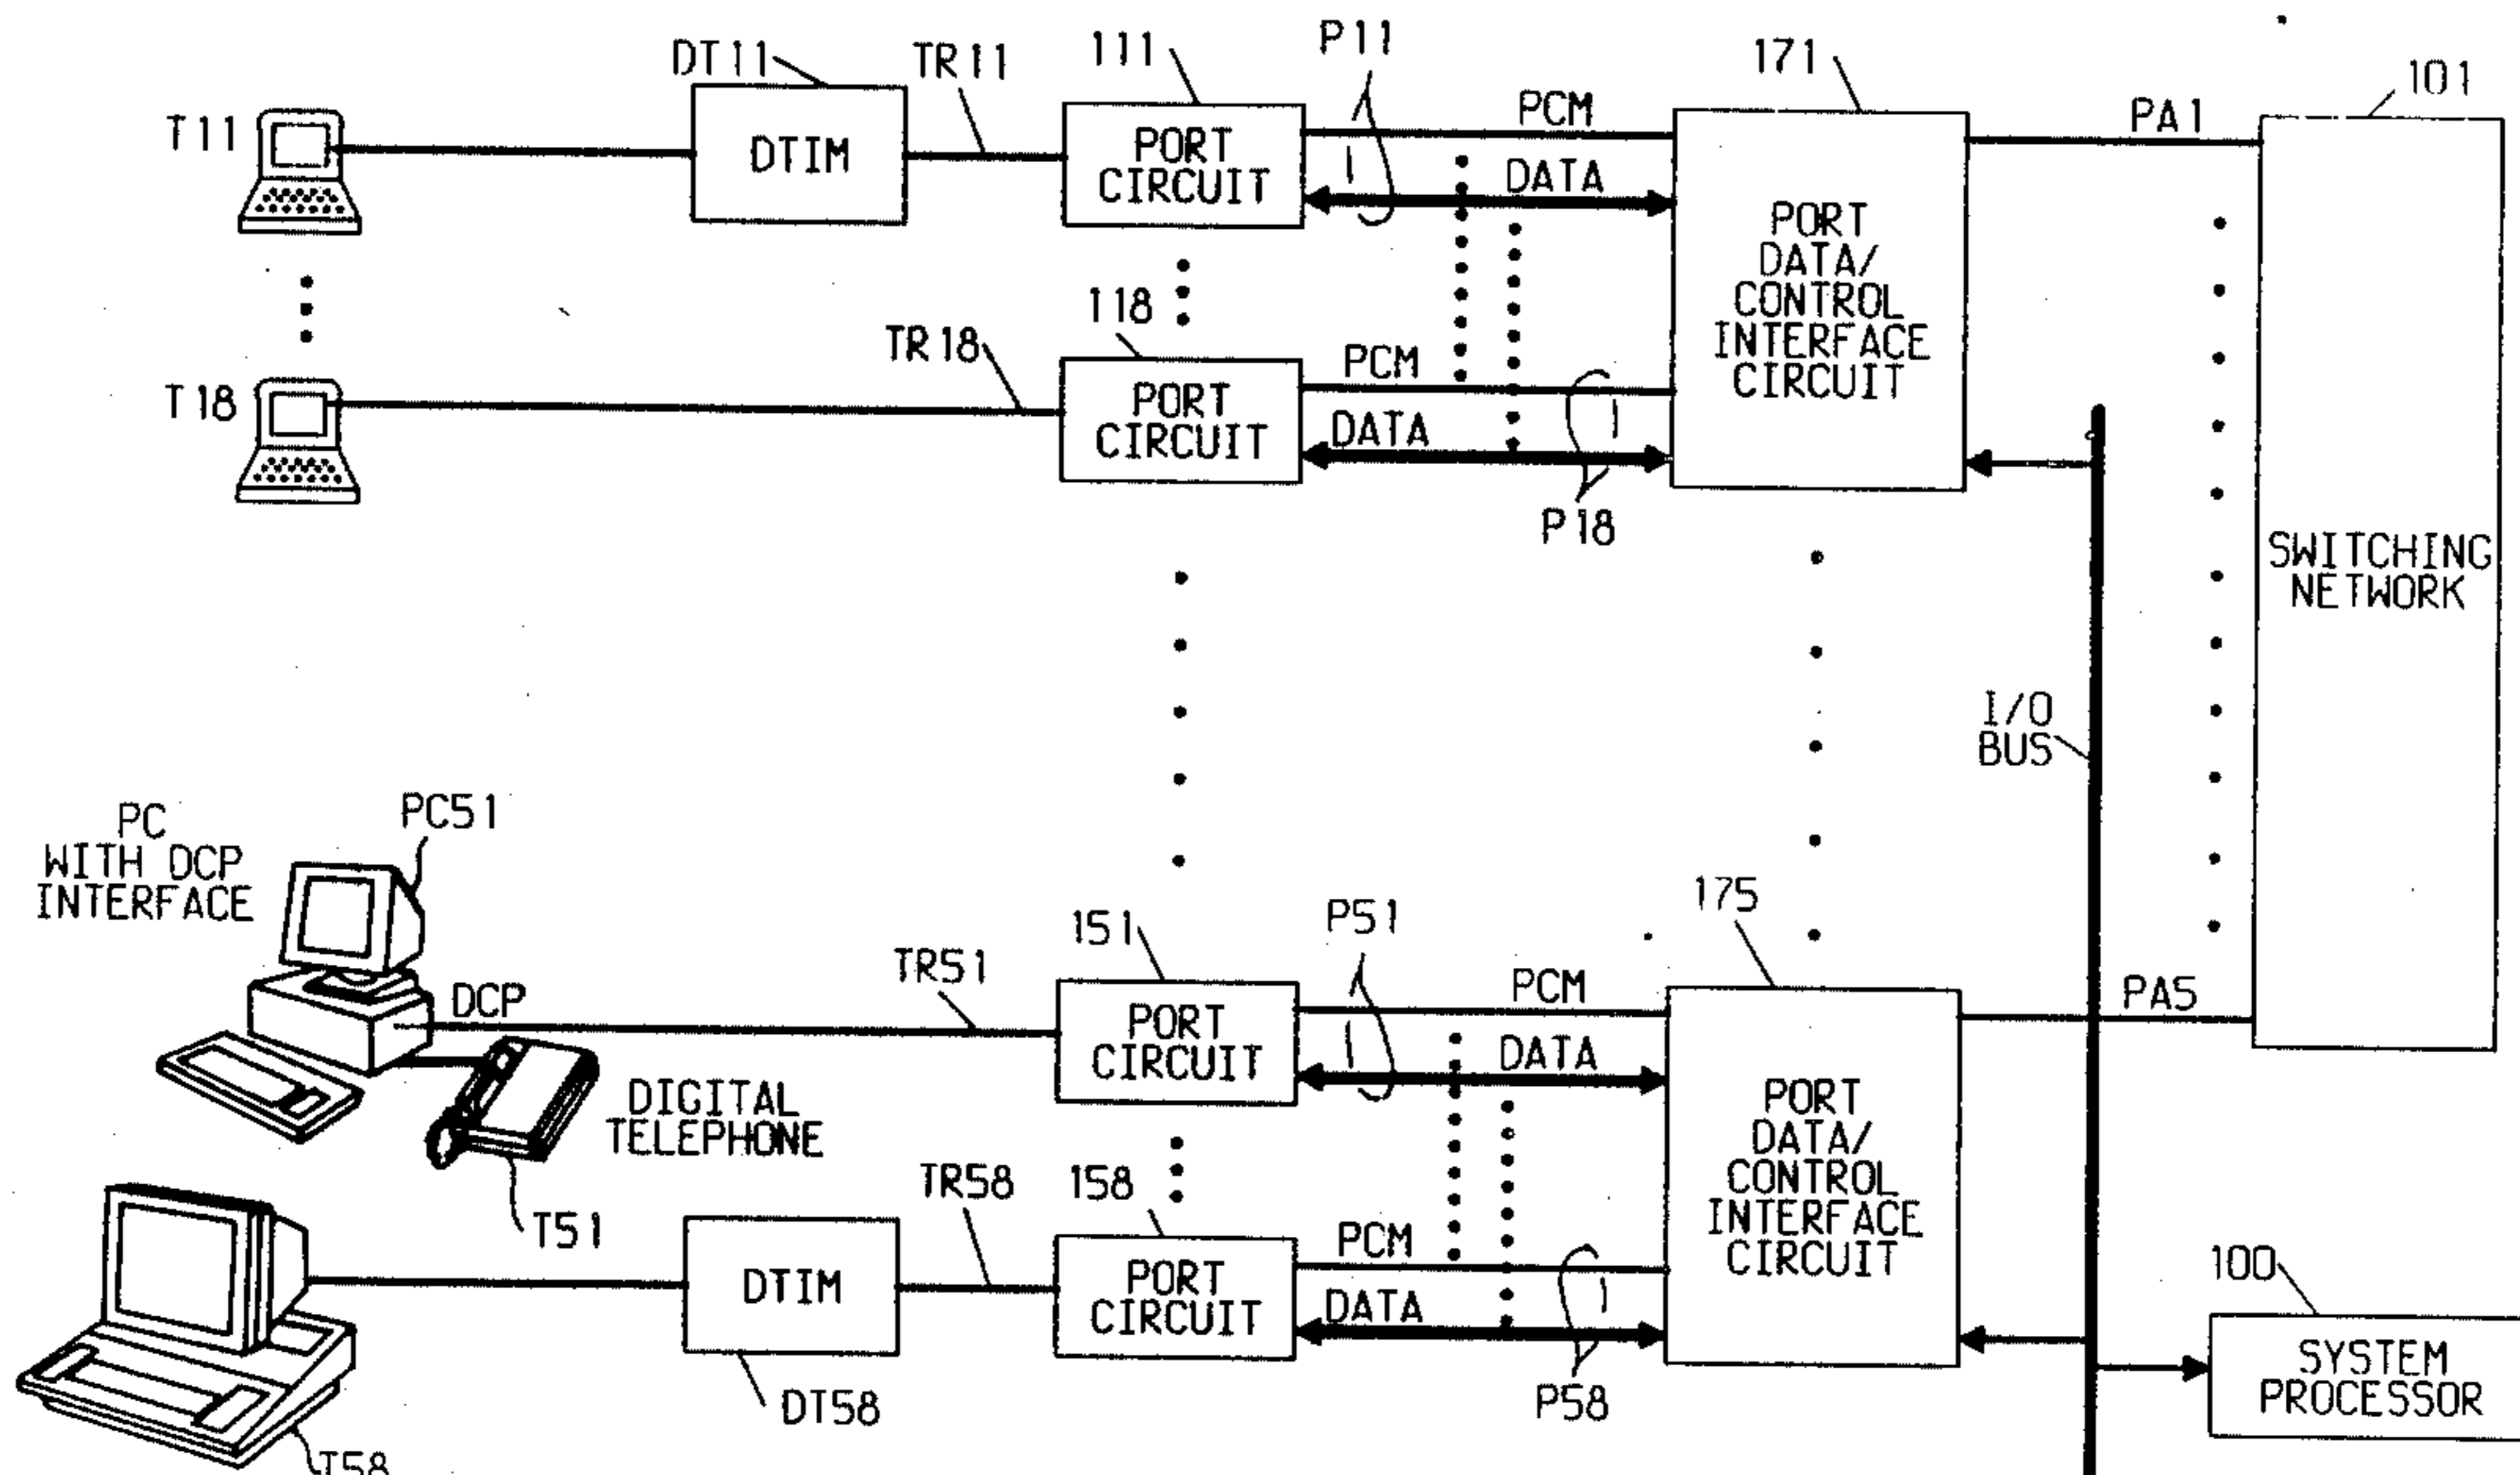 DT11
TR11
111
P11
171
101
T11
DTIM
PORT
CIRCUIT
PCM
DATA
PA1
PORT
DATA/
CONTROL
INTERFACE
CIRCUIT
T18
TR18
118
PORT
CIRCUIT
PCM
DATA
P18
SWITCHING
NETWORK
I/O
BUS
PC
WITH DCP
INTERFACE
PC51
DCP
TR51
151
P51
175
PORT
CIRCUIT
PCM
DATA
PA5
PORT
DATA/
CONTROL
INTERFACE
CIRCUIT
DIGITAL
TELEPHONE
T51
TR58
158
DTIM
PORT
CIRCUIT
PCM
DATA
DT58
P58
T58
100
SYSTEM
PROCESSOR